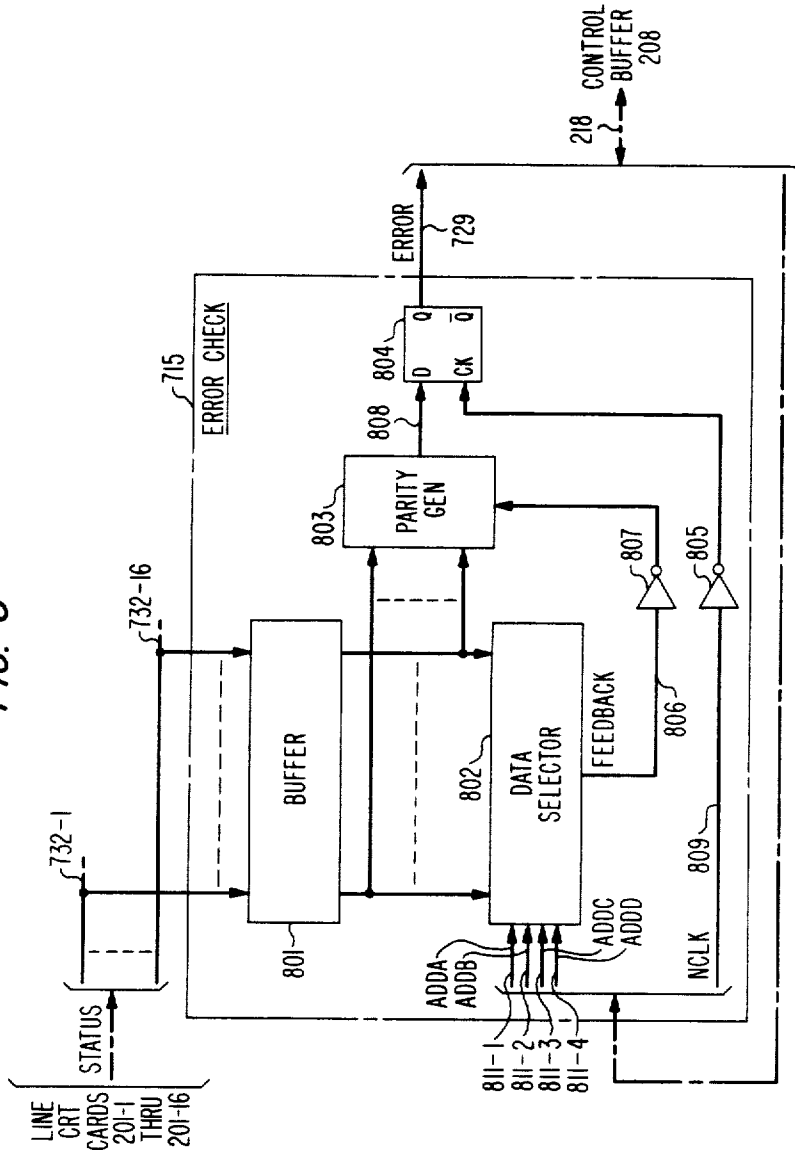 LINE
CRT
CARDS
201-1
THRU
201-16
STATUS
732-1
732-16
715
ERROR CHECK
BUFFER
801
803
PARITY
GEN
808
804
D
Q
CK
Q̅
ERROR
729
218
CONTROL
BUFFER
208
802
DATA
SELECTOR
FEEDBACK
806
807
805
809
NCLK
ADDA
ADDB
ADDC
ADDD
811-1
811-2
811-3
811-4